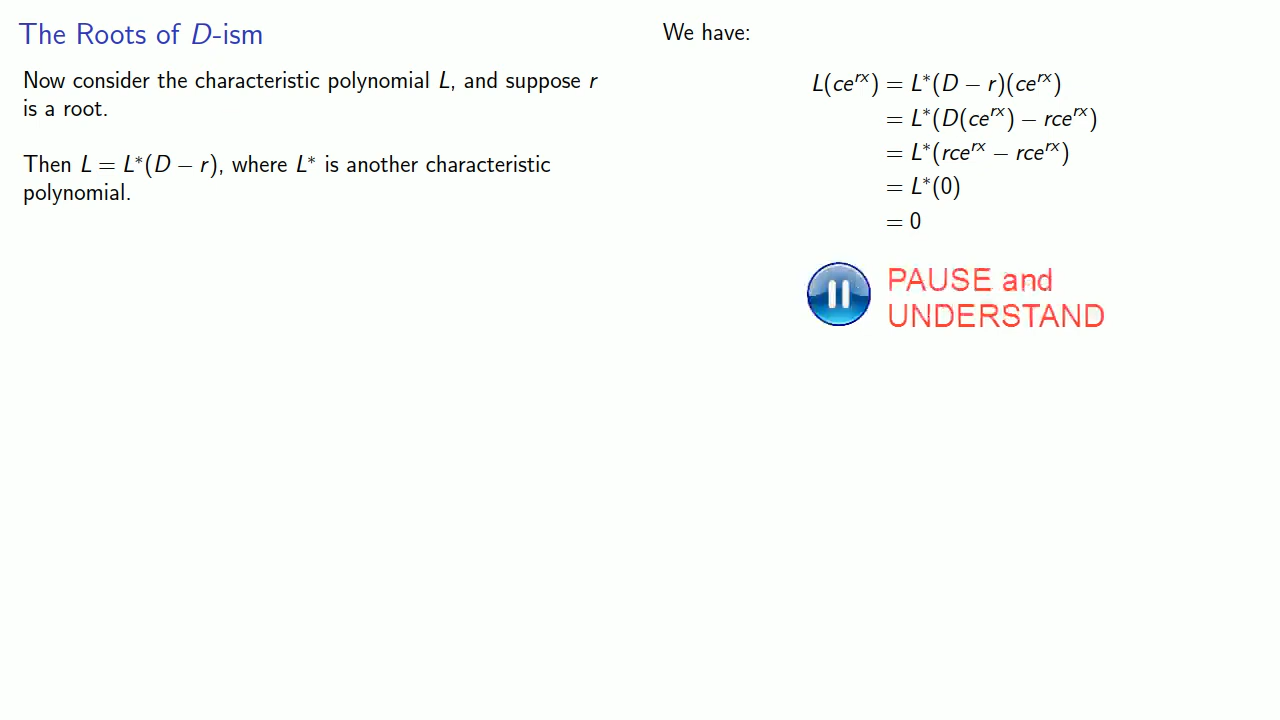 The Roots of D-ism
Now consider the characteristic polynomial L, and suppose r
is a root.
Then L = L*(D − r), where L* is another characteristic
polynomial.
We have:
L(ce^{rx}) = L*(D − r)(ce^{rx})
= L*(D(ce^{rx}) − rce^{rx})
= L*(rce^{rx} − rce^{rx})
= L*(0)
= 0
PAUSE and
UNDERSTAND